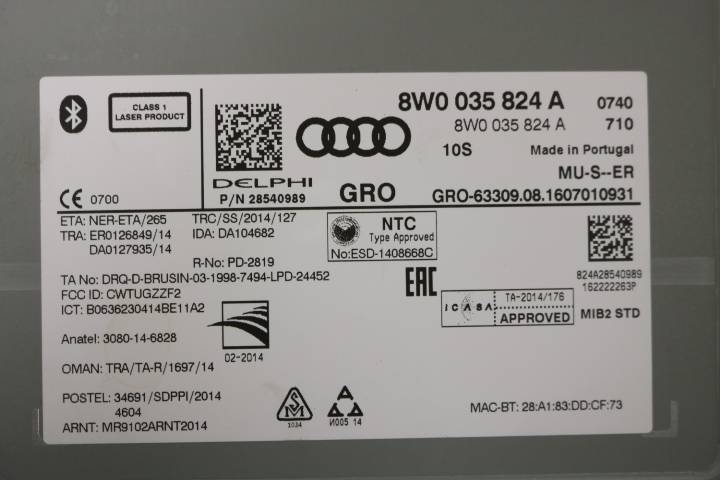 CLASS 1
LASER PRODUCT
CE 0700
DELPHI
P/N 28540989
8W0 035 824 A 0740
8W0 035 824 A 710
10S Made in Portugal
MU-S--ER
GRO GRO-63309.08.1607010931
ETA: NER-ETA/265 TRC/SS/2014/127
TRA: ER0126849/14 IDA: DA104682
DA0127935/14
R-No: PD-2819
NTC
Type Approved
No:ESD-1408668C
TA No: DRQ-D-BRUSIN-03-1998-7494-LPD-24452
FCC ID: CWTUGZZF2
ICT: B0636230414BE11A2
EAC
824A28540989
162222263P
ICASA TA-2014/176
APPROVED
MIB2 STD
Anatel: 3080-14-6828
02-2014
OMAN: TRA/TA-R/1697/14
POSTEL: 34691/SDPPI/2014
4604
ARNT: MR9102ARNT2014
1024
И005 14
MAC-BT: 28:A1:83:DD:CF:73